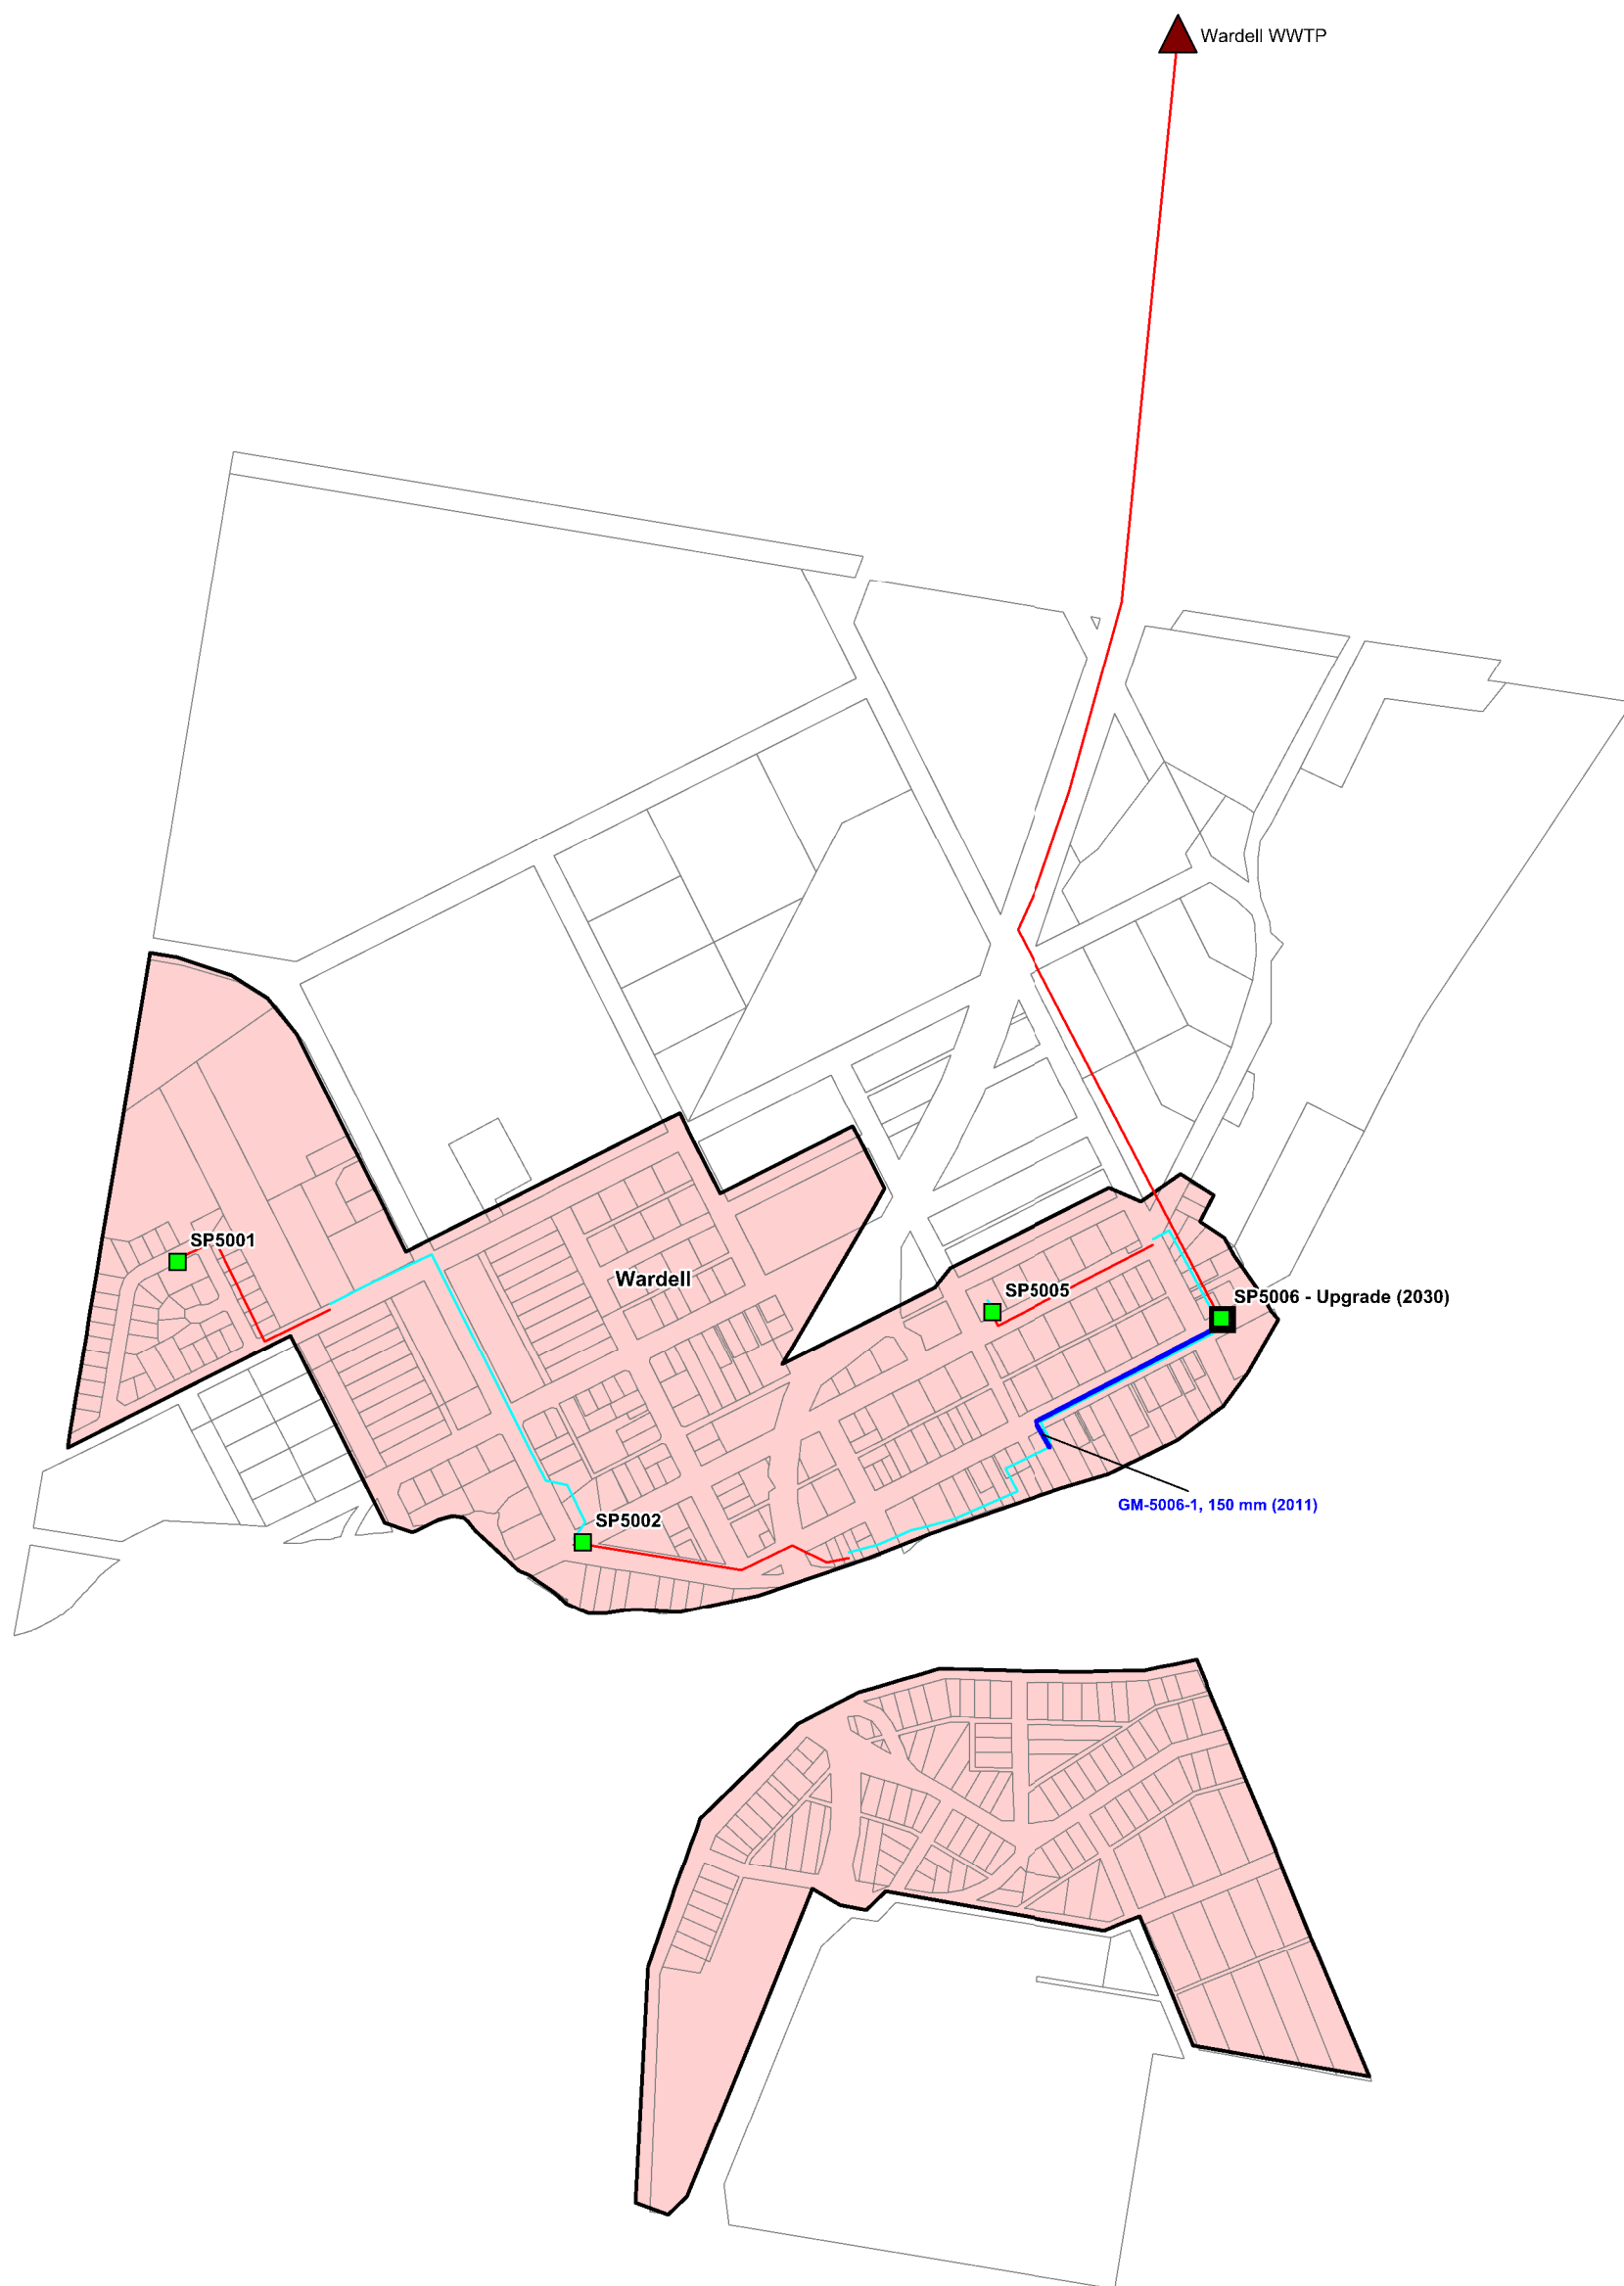 Wardell WWTP
SP5001
Wardell
SP5005
SP5006 - Upgrade (2030)
GM-5006-1, 150 mm (2011)
SP5002